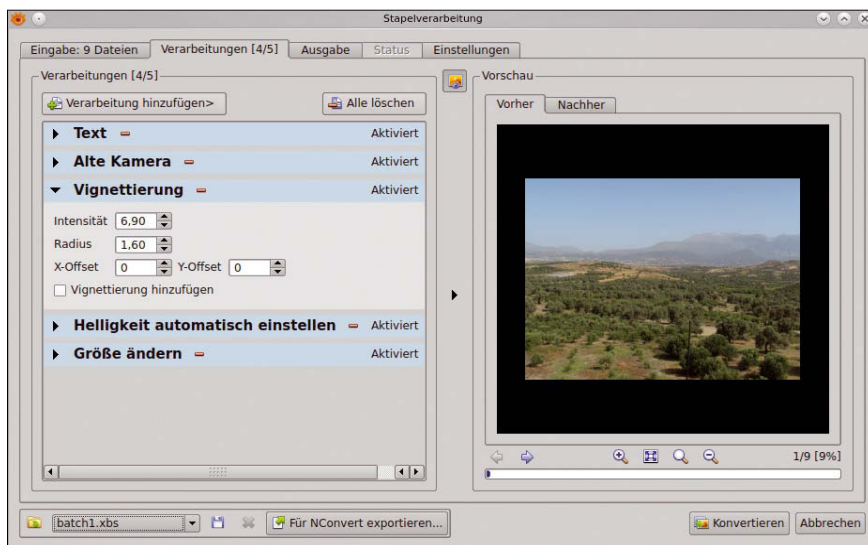 Stapelverarbeitung
Eingabe: 9 Dateien
Verarbeitungen [4/5]
Ausgabe
Status
Einstellungen
Verarbeitungen [4/5]
Verarbeitung hinzufügen>
Alle löschen
Text
Aktiviert
Alte Kamera
Aktiviert
Vignettierung
Aktiviert
Intensität 6,90
Radius 1,60
X-Offset 0 Y-Offset 0
Vignettierung hinzufügen
Helligkeit automatisch einstellen
Aktiviert
Größe ändern
Aktiviert
Vorschau
Vorher
Nachher
1/9 [9%]
batch1.xbs
Für NConvert exportieren...
Konvertieren
Abbrechen